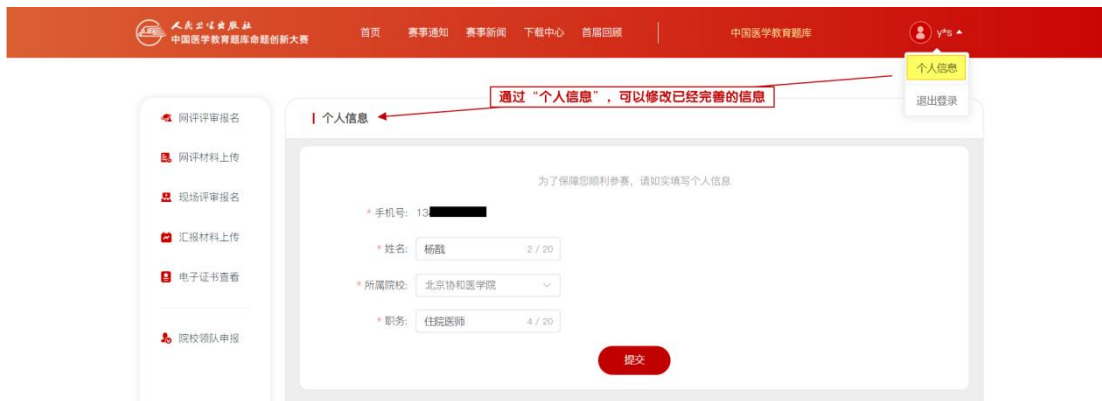 人民卫生出版社
中国医学教育题库命题创新大赛
首页 赛事通知 赛事新闻 下载中心 首届回顾 中国医学教育题库 y*s
个人信息
退出登录
通过“个人信息”，可以修改已经完善的信息
网评评审报名
网评材料上传
现场评审报名
汇报材料上传
电子证书查看
院校领队申报
个人信息
为了保障您顺利参赛，请如实填写个人信息
* 手机号: 13
* 姓名: 杨戬 2 / 20
* 所属院校: 北京协和医学院
* 职务: 住院医师 4 / 20
提交